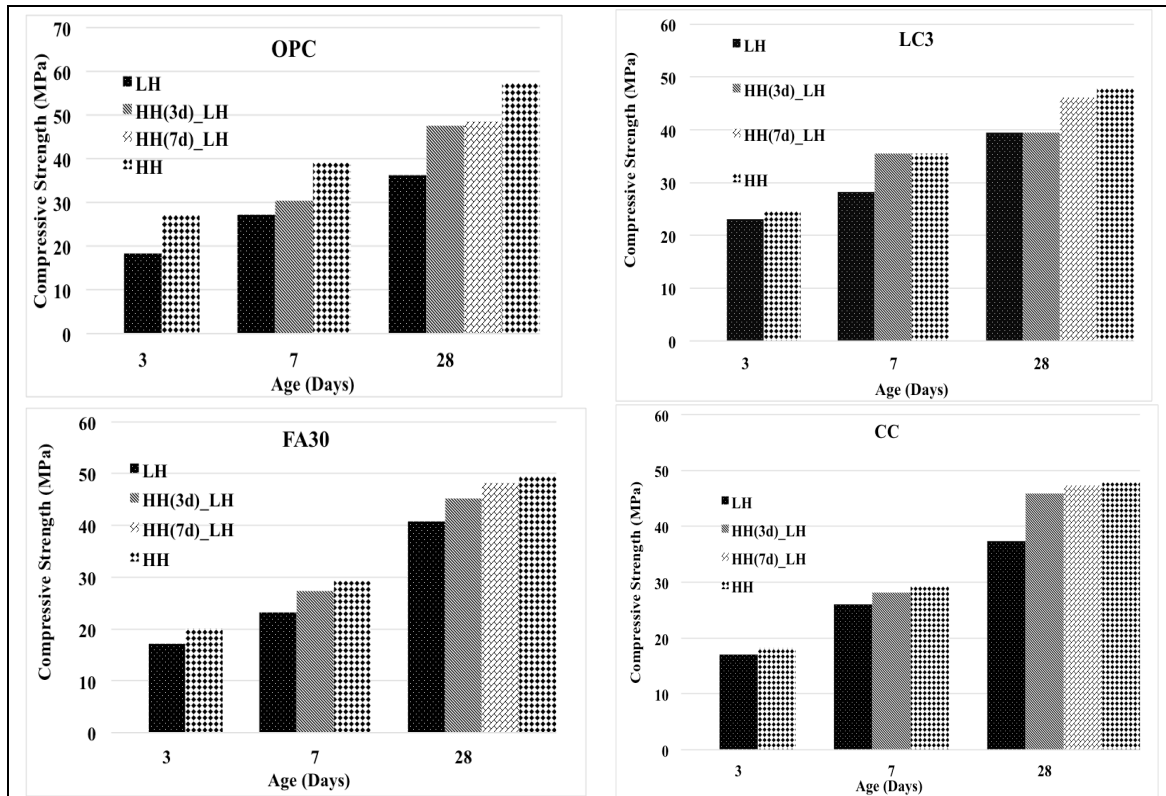 OPC
Compressive Strength (MPa)
70
60
50
40
30
20
10
0
LH
HH(3d)_LH
HH(7d)_LH
HH
3 7 28
Age (Days)
LC3
Compressive Strength (MPa)
60
50
40
30
20
10
0
LH
HH(3d)_LH
HH(7d)_LH
HH
3 7 28
Age (Days)
FA30
Compressive Strength (MPa)
60
50
40
30
20
10
0
LH
HH(3d)_LH
HH(7d)_LH
HH
3 7 28
Age (Days)
CC
Compressive Strength (MPa)
60
50
40
30
20
10
0
LH
HH(3d)_LH
HH(7d)_LH
HH
3 7 28
Age (Days)